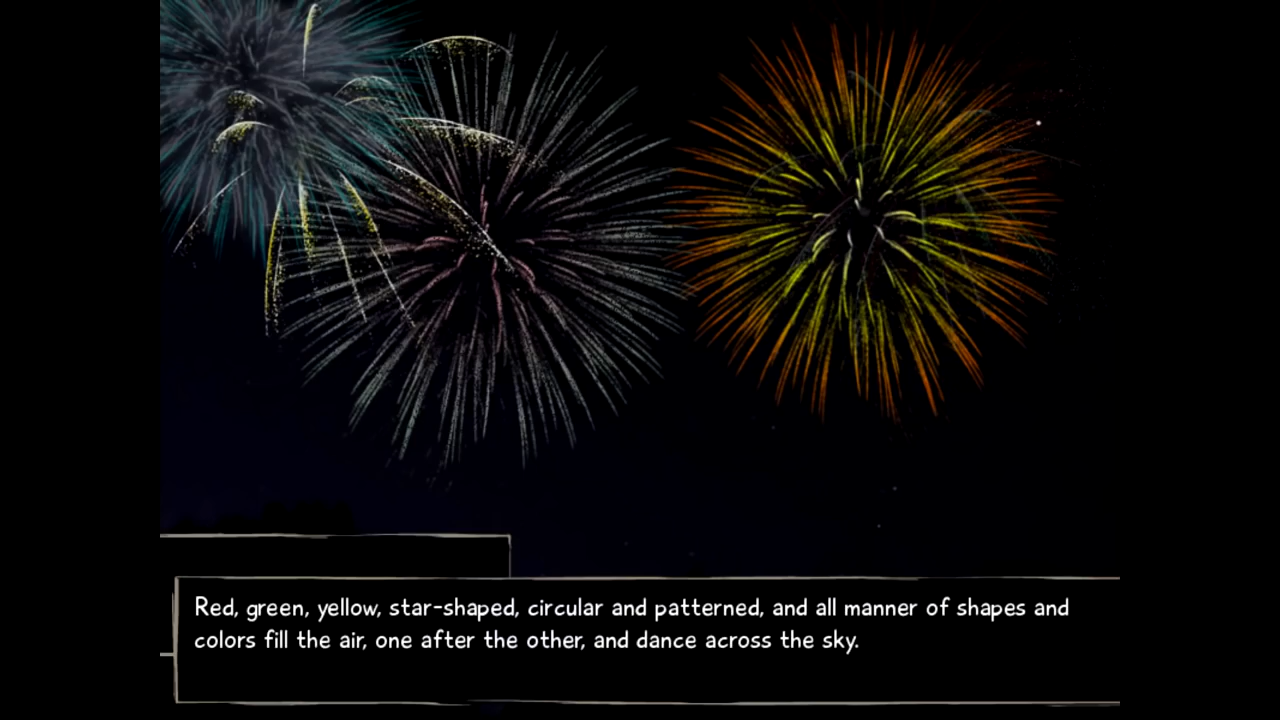 Red, green, yellow, star-shaped, circular and patterned, and all manner of shapes and
colors fill the air, one after the other, and dance across the sky.